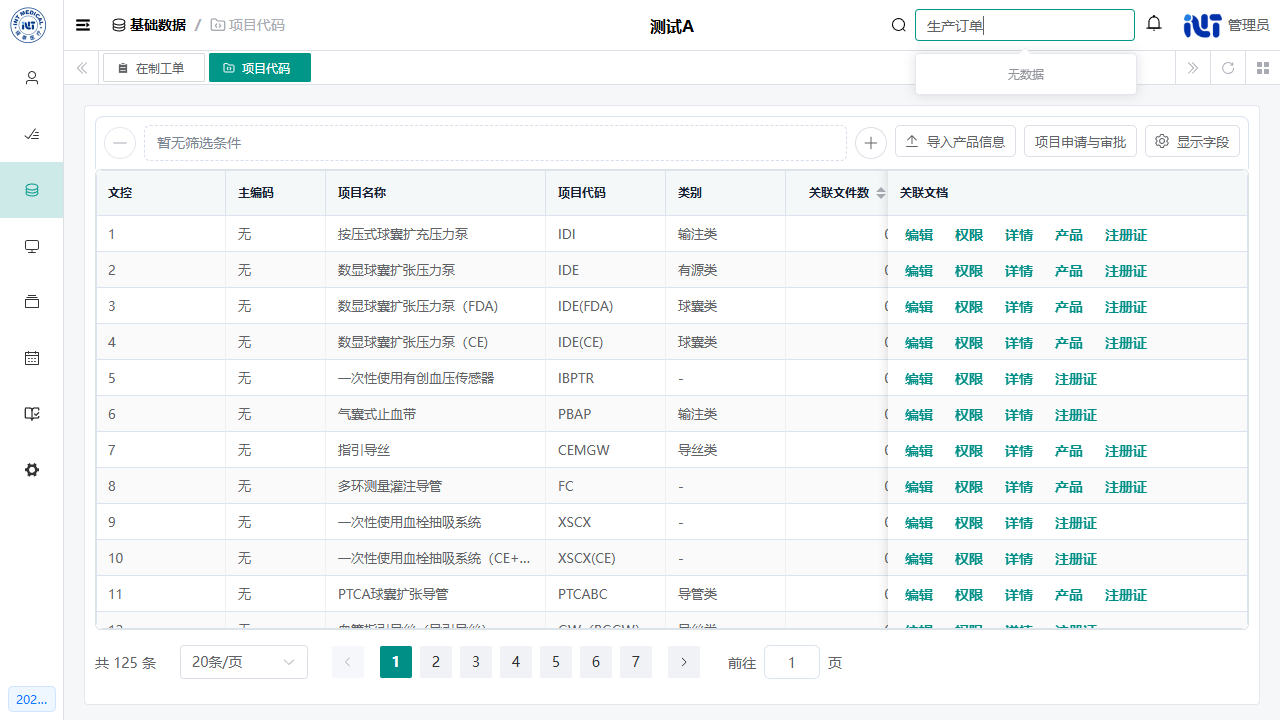 基础数据 / 项目代码
测试A
生产订单
管理员
在制工单
项目代码
无数据
暂无筛选条件
导入产品信息
项目申请与审批
显示字段
文控 主编码 项目名称 项目代码 类别 关联文件数 关联文档
1 无 按压式球囊扩充压力泵 IDI 输注类 编辑 权限 详情 产品 注册证
2 无 数显球囊扩张压力泵 IDE 有源类 编辑 权限 详情 产品 注册证
3 无 数显球囊扩张压力泵（FDA） IDE(FDA) 球囊类 编辑 权限 详情 产品 注册证
4 无 数显球囊扩张压力泵（CE） IDE(CE) 球囊类 编辑 权限 详情 产品 注册证
5 无 一次性使用有创血压传感器 IBPTR - 编辑 权限 详情 注册证
6 无 气囊式止血带 PBAP 输注类 编辑 权限 详情 注册证
7 无 指引导丝 CEMGW 导丝类 编辑 权限 详情 产品 注册证
8 无 多环测量灌注导管 FC - 编辑 权限 详情 产品 注册证
9 无 一次性使用血栓抽吸系统 XSCX - 编辑 权限 详情 注册证
10 无 一次性使用血栓抽吸系统（CE+... XSCX(CE) - 编辑 权限 详情 注册证
11 无 PTCA球囊扩张导管 PTCABC 导管类 编辑 权限 详情 产品 注册证
共 125 条
20条/页
1 2 3 4 5 6 7
前往 1 页
202...